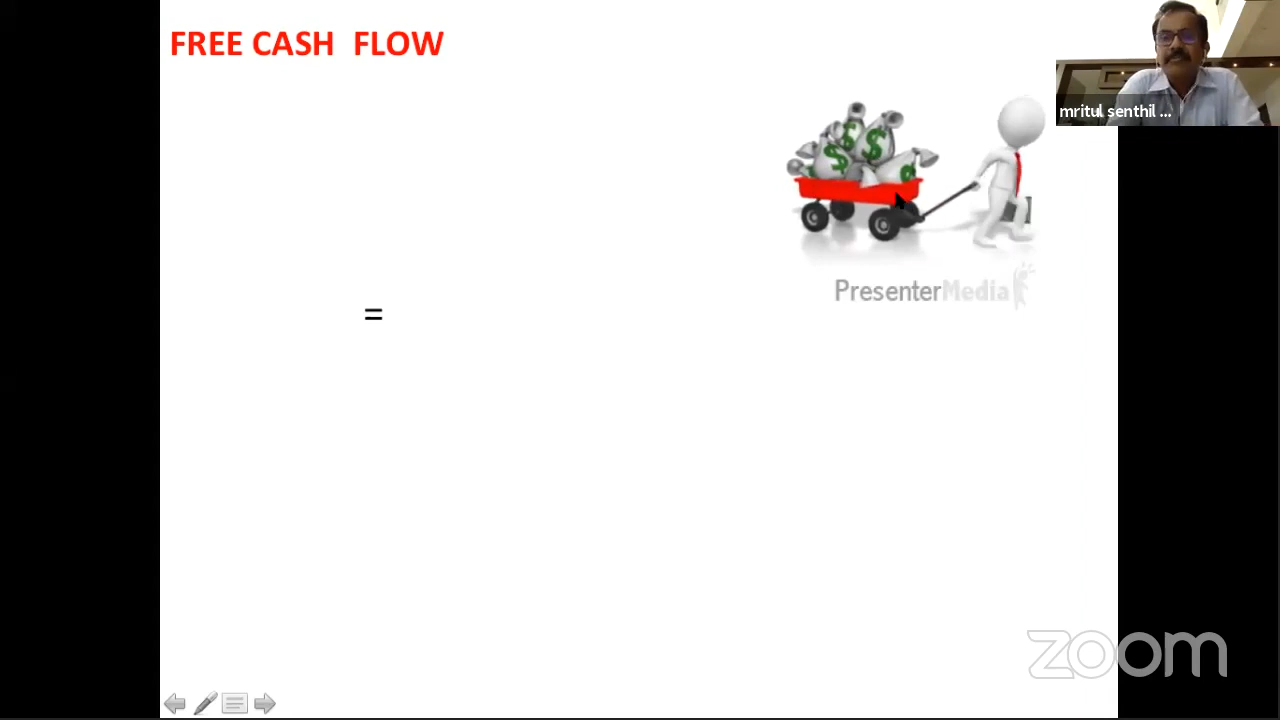 FREE CASH FLOW
mritul senthil ...
$ $ $ $
PresenterMedia
=
zoom